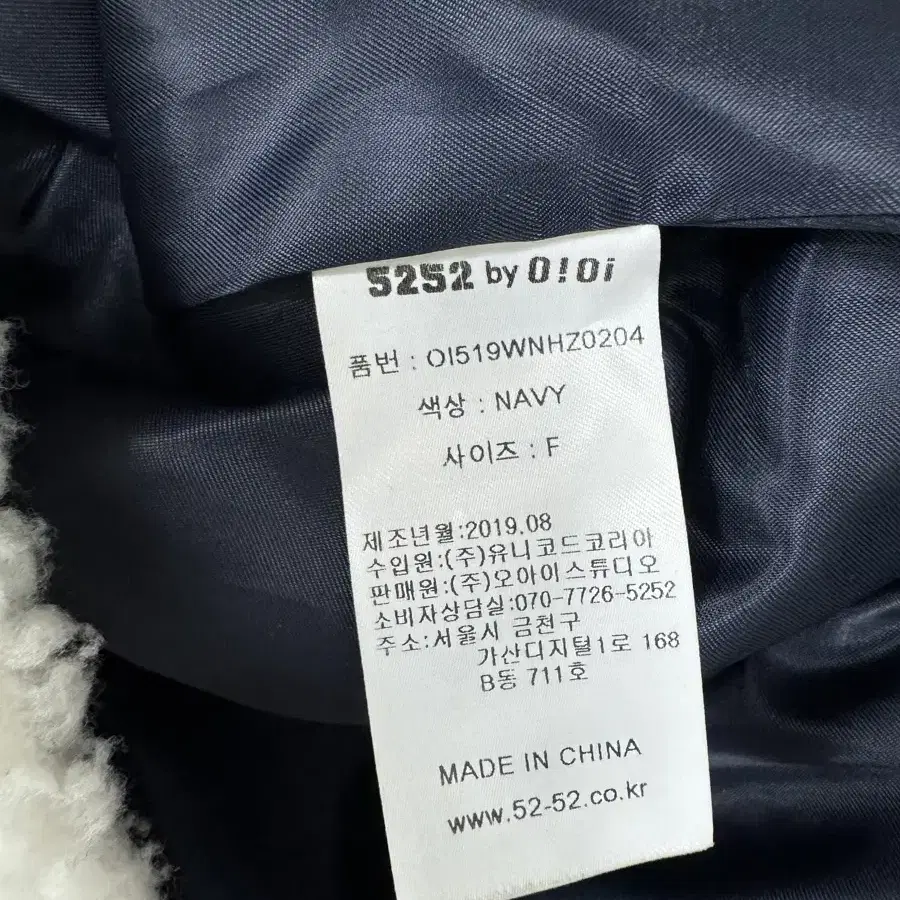 5252 by O!Oi
품번 : OI519WNHZ0204
색상 : NAVY
사이즈 : F
제조년월:2019.08
수입원:(주)유니코드코리아
판매원:(주)오아이스튜디오
소비자상담실:070-7726-5252
주소:서울시 금천구
가산디지털1로 168
B동 711호
MADE IN CHINA
www.52-52.co.kr